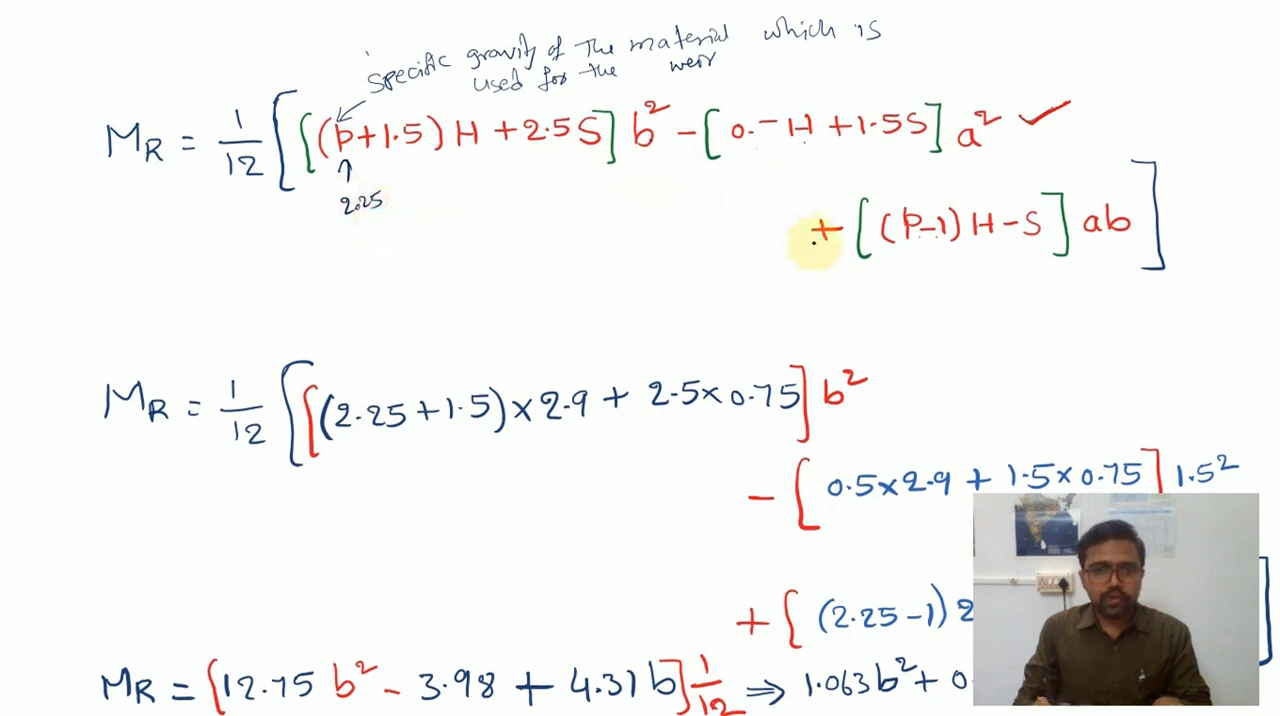 specific gravity of the material which is
used for the weir
M_R = 1/12 [[(p+1.5) H + 2.5 S] b² - [0. H + 1.5S] a² ✓
2.25
+ [(p-1) H - S] ab]
M_R = 1/12 [[(2.25 + 1.5) × 2.9 + 2.5 × 0.75] b²
- [0.5 × 2.9 + 1.5 × 0.75] 1.5²
+ [(2.25 - 1) 2
M_R = [12.75 b² - 3.98 + 4.31 b] 1/12 ⇒ 1.063 b² + 0.